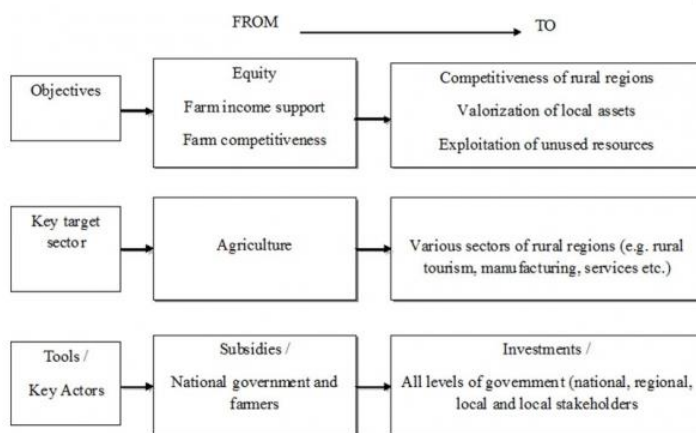 FROM
TO
Objectives
Equity
Farm income support
Farm competitiveness
Competitiveness of rural regions
Valorization of local assets
Exploitation of unused resources
Key target
sector
Agriculture
Various sectors of rural regions (e.g. rural
tourism, manufacturing, services etc.)
Tools /
Key Actors
Subsidies /
National government and
farmers
Investments /
All levels of government (national, regional,
local and local stakeholders